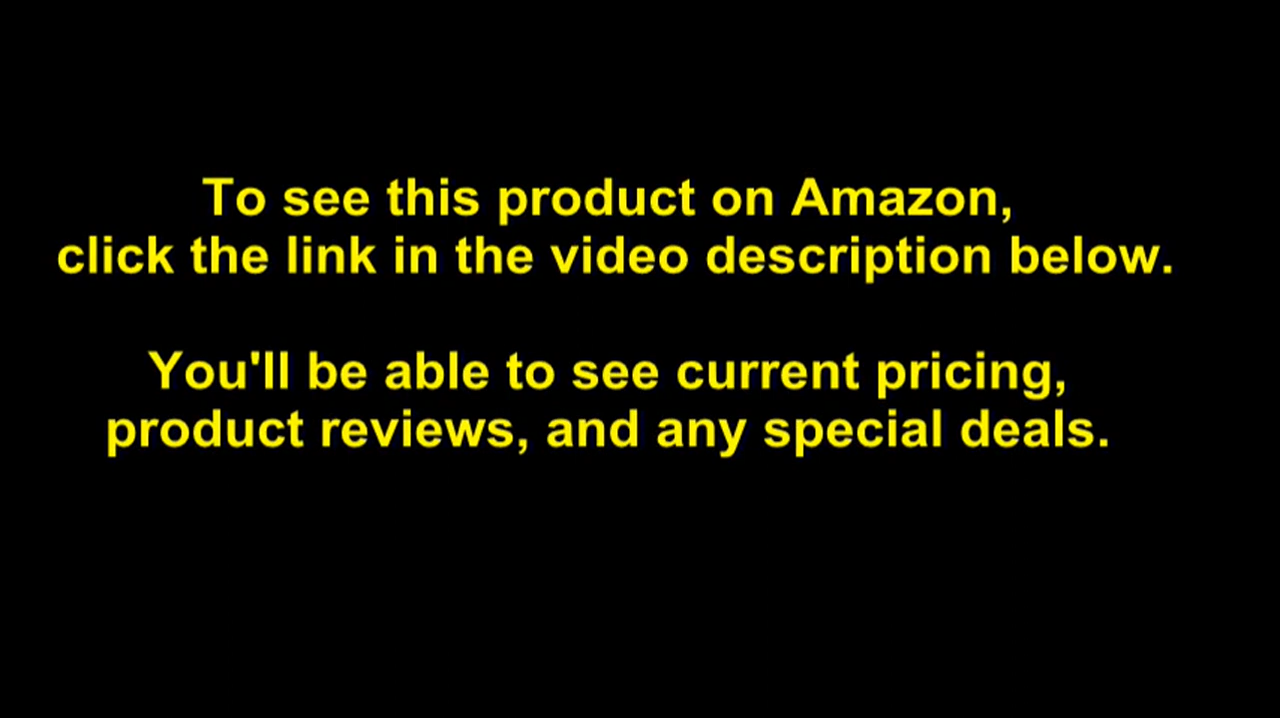 To see this product on Amazon,
click the link in the video description below.
You'll be able to see current pricing,
product reviews, and any special deals.